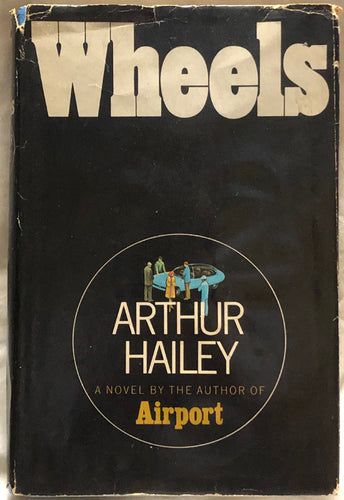 Wheels
ARTHUR
HAILEY
A NOVEL BY THE AUTHOR OF
Airport